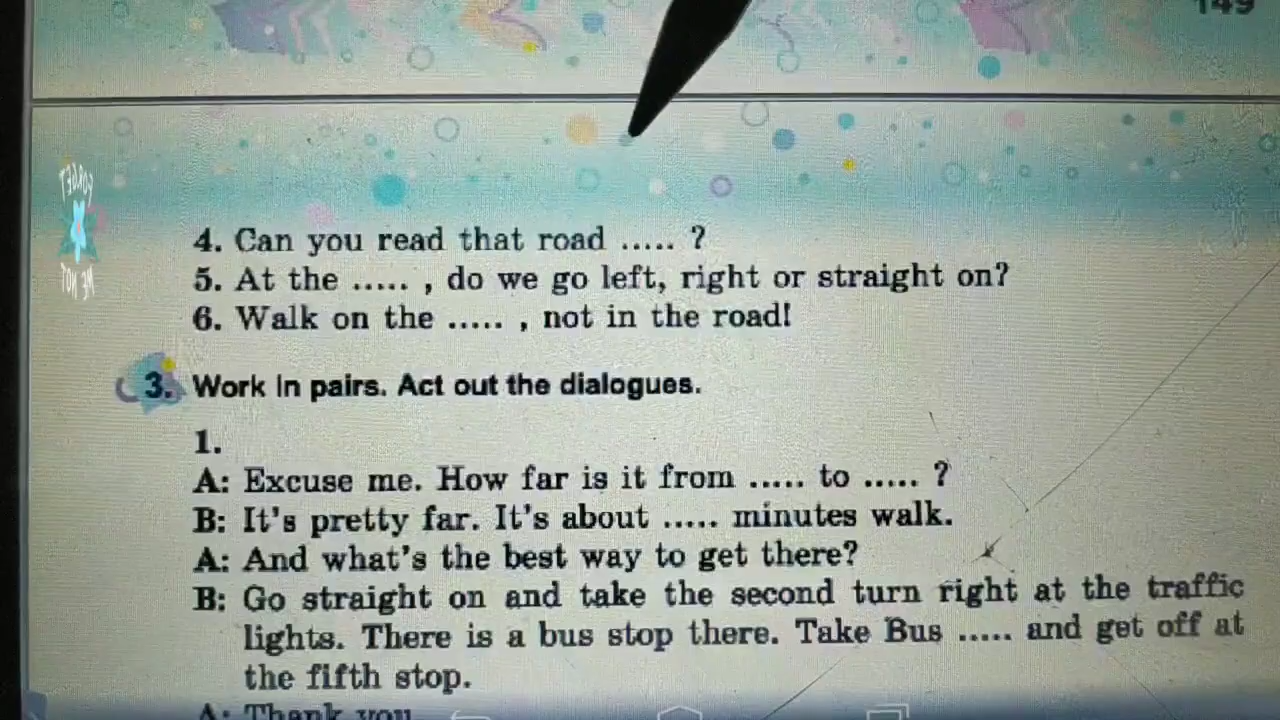 149
FORGET
ME NOT
4. Can you read that road ..... ?
5. At the ..... , do we go left, right or straight on?
6. Walk on the ..... , not in the road!
3. Work in pairs. Act out the dialogues.
1.
A: Excuse me. How far is it from ..... to ..... ?
B: It's pretty far. It's about ..... minutes walk.
A: And what's the best way to get there?
B: Go straight on and take the second turn right at the traffic
lights. There is a bus stop there. Take Bus ..... and get off at
the fifth stop.
A: Thank you